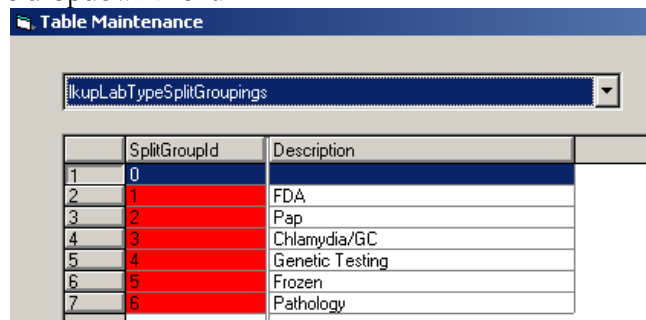 Table Maintenance
lkupLabTypeSplitGroupings
SplitGroupId Description
1 0
2 1 FDA
3 2 Pap
4 3 Chlamydia/GC
5 4 Genetic Testing
6 5 Frozen
7 6 Pathology